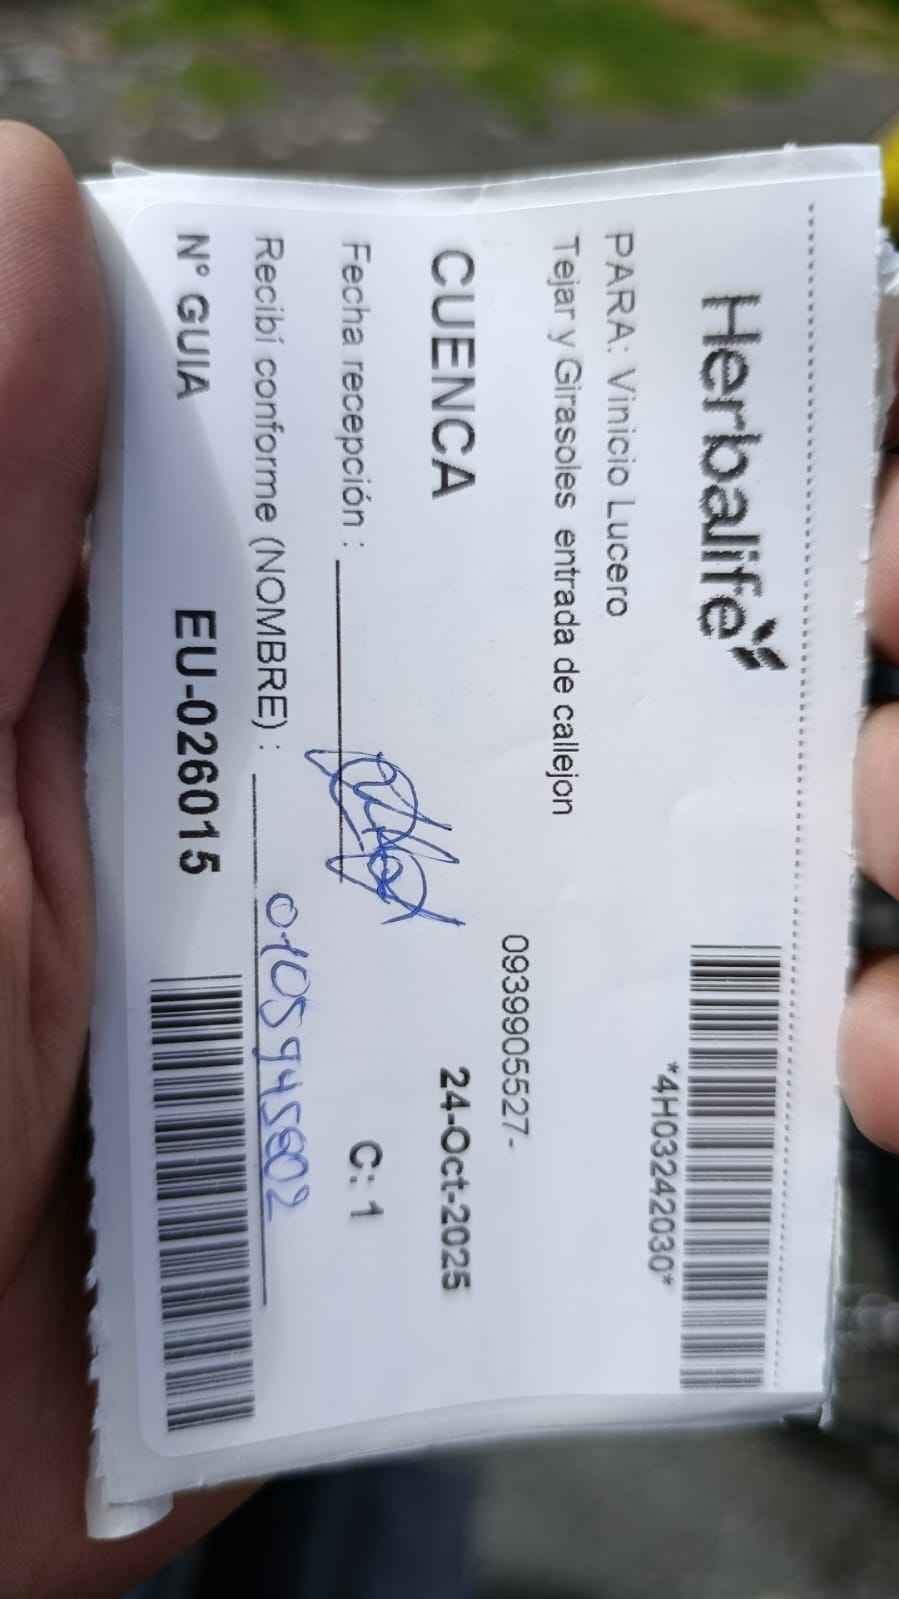 Herbalife
*4H03242030*
PARA: Vinicio Lucero
Tejar y Girasoles entrada de callejon
0939905527-
CUENCA 24-Oct-2025
Fecha recepción : C: 1
Recibí conforme (NOMBRE) : 0105945602
N° GUIA EU-026015